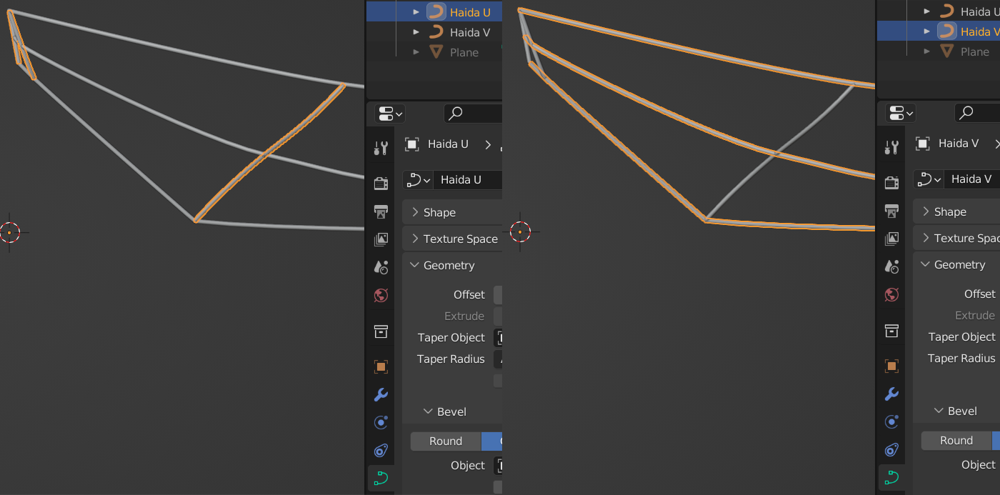 Haida U
Haida V
Plane
Haida U
Haida U
Shape
Texture Space
Geometry
Offset
Extrude
Taper Object
Taper Radius
Bevel
Round
Object
Haida U
Haida V
Plane
Haida V
Haida V
Shape
Texture Spac
Geometry
Offset
Extrude
Taper Object
Taper Radius
Bevel
Round
Object